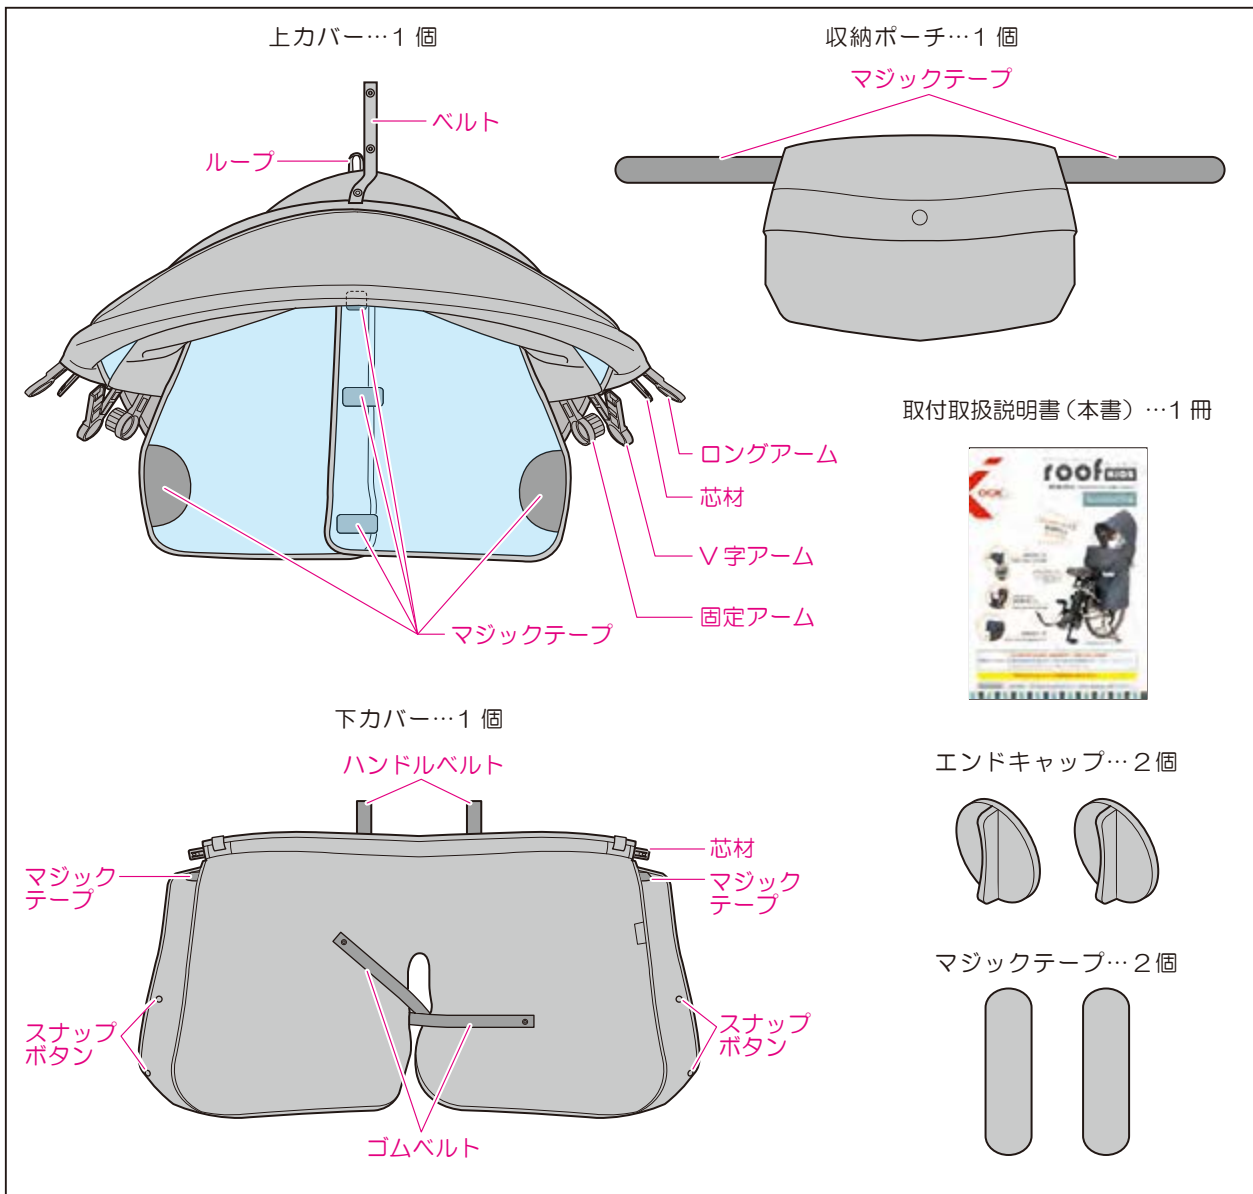 上カバー…1 個
ベルト
ループ
ロングアーム
芯材
V 字アーム
固定アーム
マジックテープ
収納ポーチ…1 個
マジックテープ
取付取扱説明書（本書）…1 冊
roof KIDS
OGK
下カバー…1 個
ハンドルベルト
芯材
マジック
テープ
マジック
テープ
スナップ
ボタン
スナップ
ボタン
ゴムベルト
エンドキャップ…2個
マジックテープ…2個